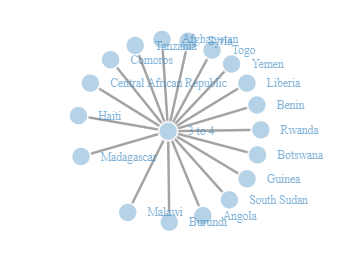 Afghanistan
Syria
Tanzania
Togo
Comoros
Yemen
Central African Republic
Liberia
Benin
Haiti
3 to 4
Rwanda
Madagascar
Botswana
Guinea
South Sudan
Malawi
Angola
Burundi